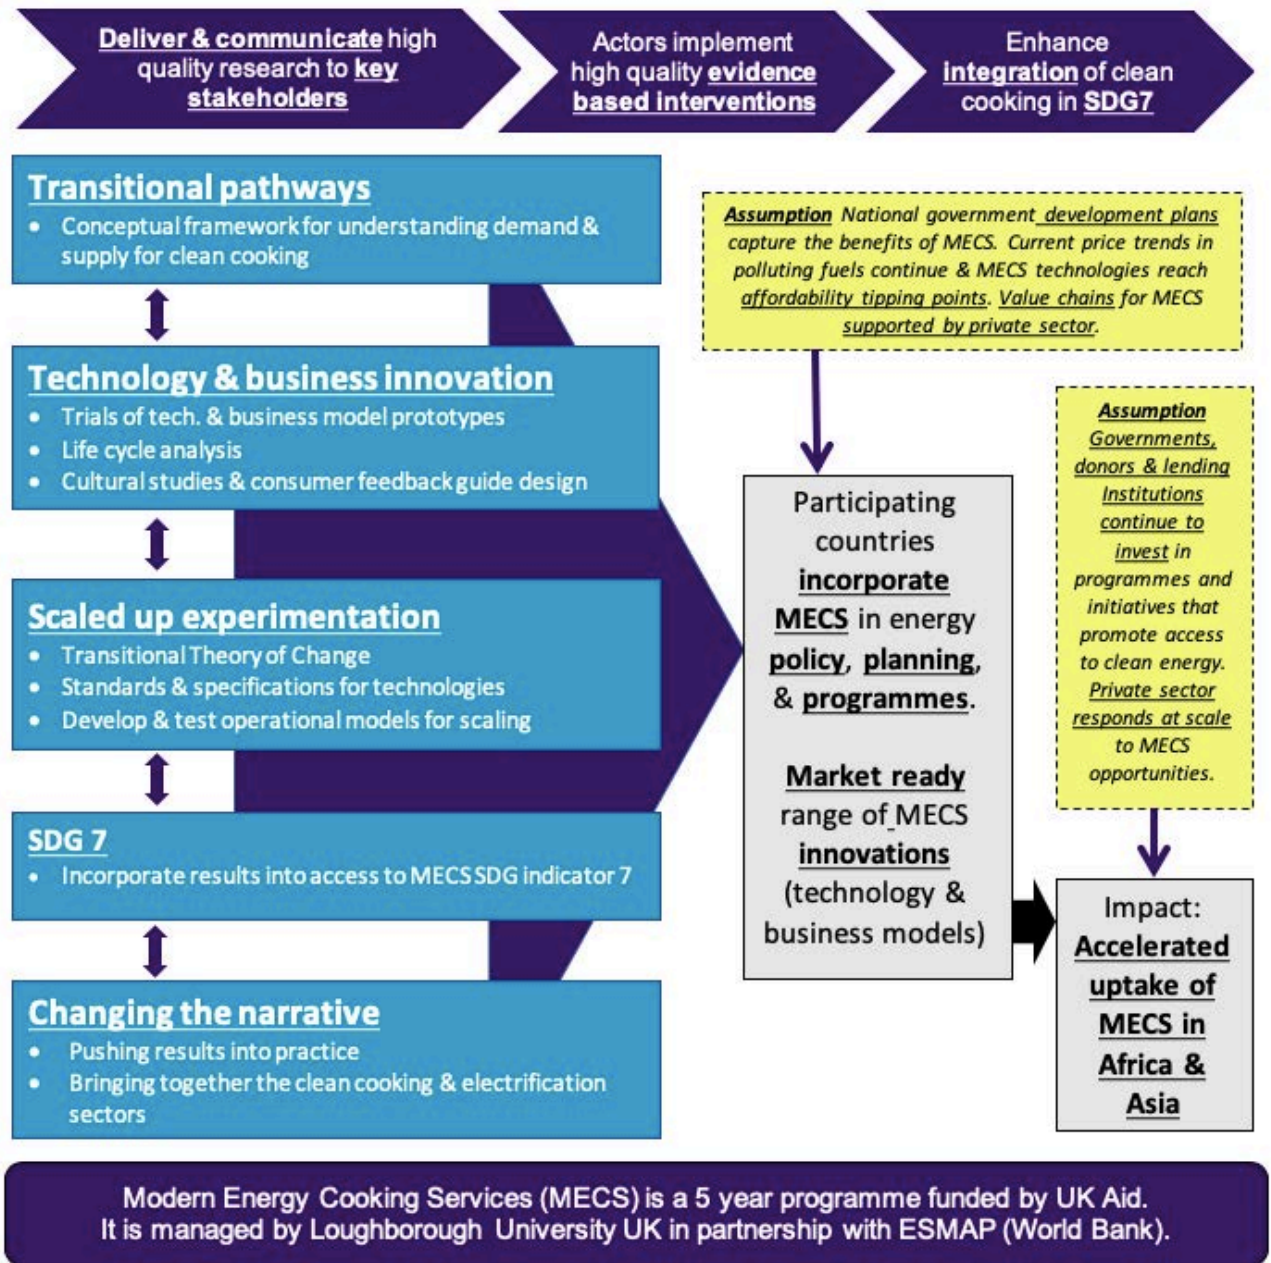 Deliver & communicate high
quality research to key
stakeholders
Actors implement
high quality evidence
based interventions
Enhance
integration of clean
cooking in SDG7
Transitional pathways
• Conceptual framework for understanding demand &
supply for clean cooking
Technology & business innovation
• Trials of tech. & business model prototypes
• Life cycle analysis
• Cultural studies & consumer feedback guide design
Scaled up experimentation
• Transitional Theory of Change
• Standards & specifications for technologies
• Develop & test operational models for scaling
SDG 7
• Incorporate results into access to MECS SDG indicator 7
Changing the narrative
• Pushing results into practice
• Bringing together the clean cooking & electrification
sectors
Assumption National government development plans
capture the benefits of MECS. Current price trends in
polluting fuels continue & MECS technologies reach
affordability tipping points. Value chains for MECS
supported by private sector.
Participating
countries
incorporate
MECS in energy
policy, planning,
& programmes.
Market ready
range of MECS
innovations
(technology &
business models)
Assumption
Governments,
donors & lending
Institutions
continue to
invest in
programmes and
initiatives that
promote access
to clean energy.
Private sector
responds at scale
to MECS
opportunities.
Impact:
Accelerated
uptake of
MECS in
Africa &
Asia
Modern Energy Cooking Services (MECS) is a 5 year programme funded by UK Aid.
It is managed by Loughborough University UK in partnership with ESMAP (World Bank).